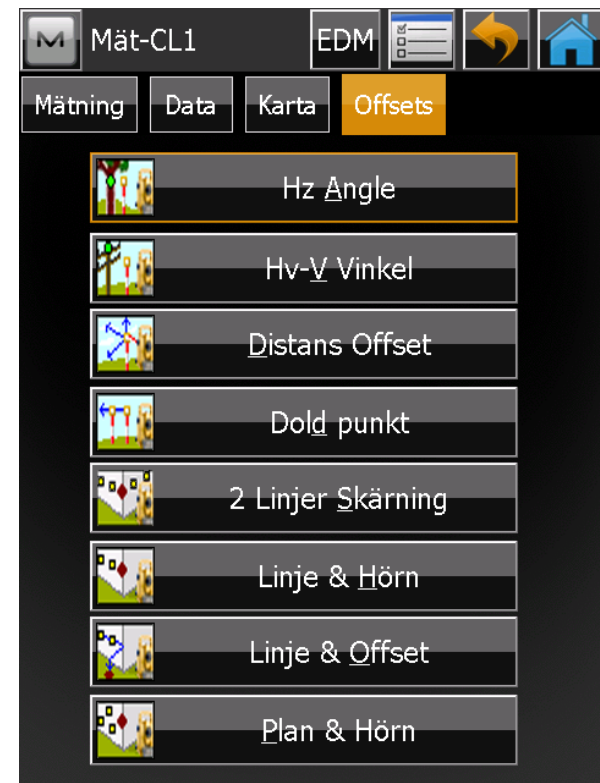 Mät-CL1 EDM
Mätning Data Karta Offsets
Hz Angle
Hv-V Vinkel
Distans Offset
Dold punkt
2 Linjer Skärning
Linje & Hörn
Linje & Offset
Plan & Hörn